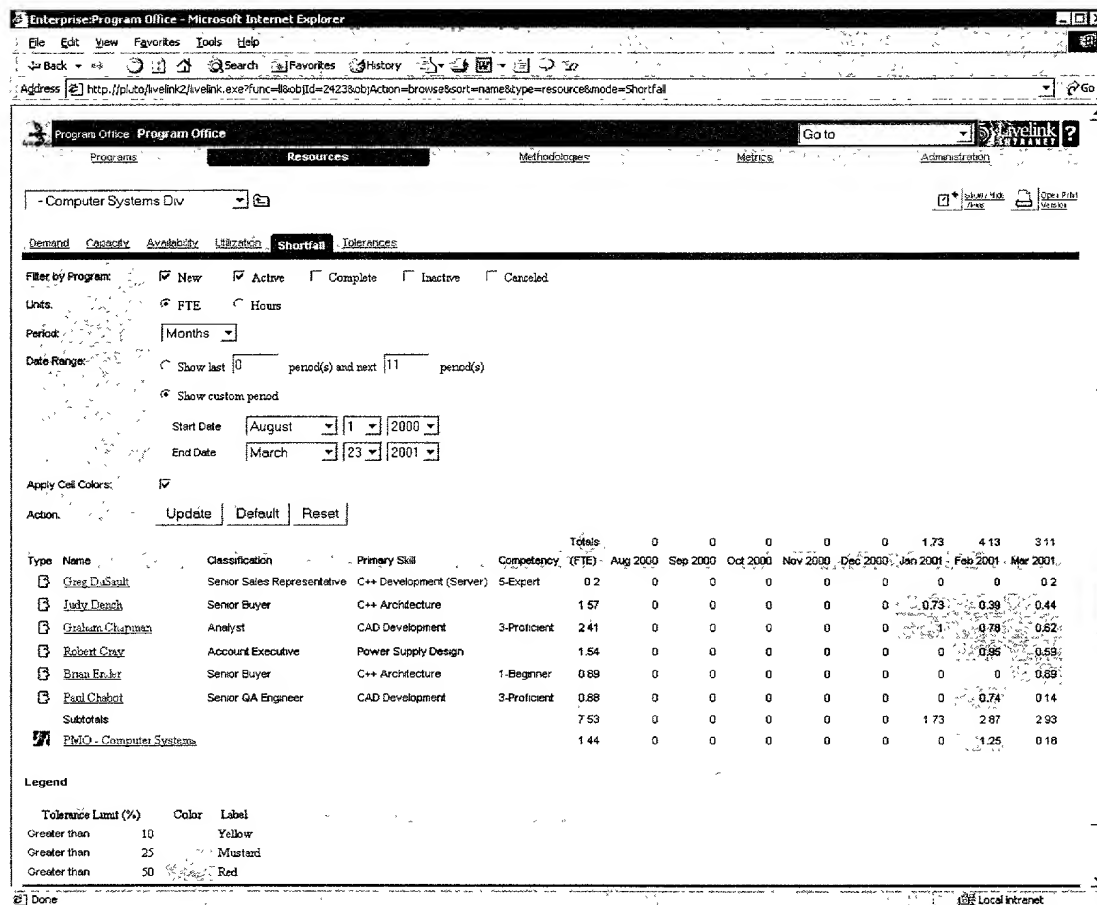 Enterprise:Program Office - Microsoft Internet Explorer
File Edit View Favorites Tools Help
Back Search Favorites History
Address http://pluto/livelink2/livelink.exe?func=ll&objId=2423&objAction=browse&sort=name&type=resource&mode=Shortfall Go
Program Office Program Office Go to Livelink INTRANET ?
Programs Resources Methodologies Metrics Administration
- Computer Systems Div Show/Hide Open Print Version
Demand Capacity Availability Utilization Shortfall Tolerances
Filter by Program: New Active Complete Inactive Canceled
Units. FTE Hours
Period: Months
Date Range: Show last 0 period(s) and next 11 period(s)
Show custom period
Start Date August 1 2000
End Date March 23 2001
Apply Cell Colors:
Action. Update Default Reset
Totals 0 0 0 0 0 1.73 4 13 3 11
Type Name Classification Primary Skill Competency (FTE) Aug 2000 Sep 2000 Oct 2000 Nov 2000 Dec 2000 Jan 2001 Feb 2001 Mar 2001
Greg DaSault Senior Sales Representative C++ Development (Server) 5-Expert 0 2 0 0 0 0 0 0 0 0 2
Judy Dench Senior Buyer C++ Architecture 1 57 0 0 0 0 0 0.73 0.39 0.44
Graham Chapman Analyst CAD Development 3-Proficient 2 41 0 0 0 0 0 1 0.78 0.62
Robert Cray Account Executive Power Supply Design 1.54 0 0 0 0 0 0 0.95 0.59
Brian Ender Senior Buyer C++ Architecture 1-Beginner 0 89 0 0 0 0 0 0 0 0.89
Paul Chabot Senior QA Engineer CAD Development 3-Proficient 0.88 0 0 0 0 0 0 0.74 0 14
Subtotals 7 53 0 0 0 0 0 1 73 2 87 2 93
PMO - Computer Systems 1 44 0 0 0 0 0 0 1.25 0 18
Legend
Tolerance Limit (%) Color Label
Greater than 10 Yellow
Greater than 25 Mustard
Greater than 50 Red
Done Local intranet